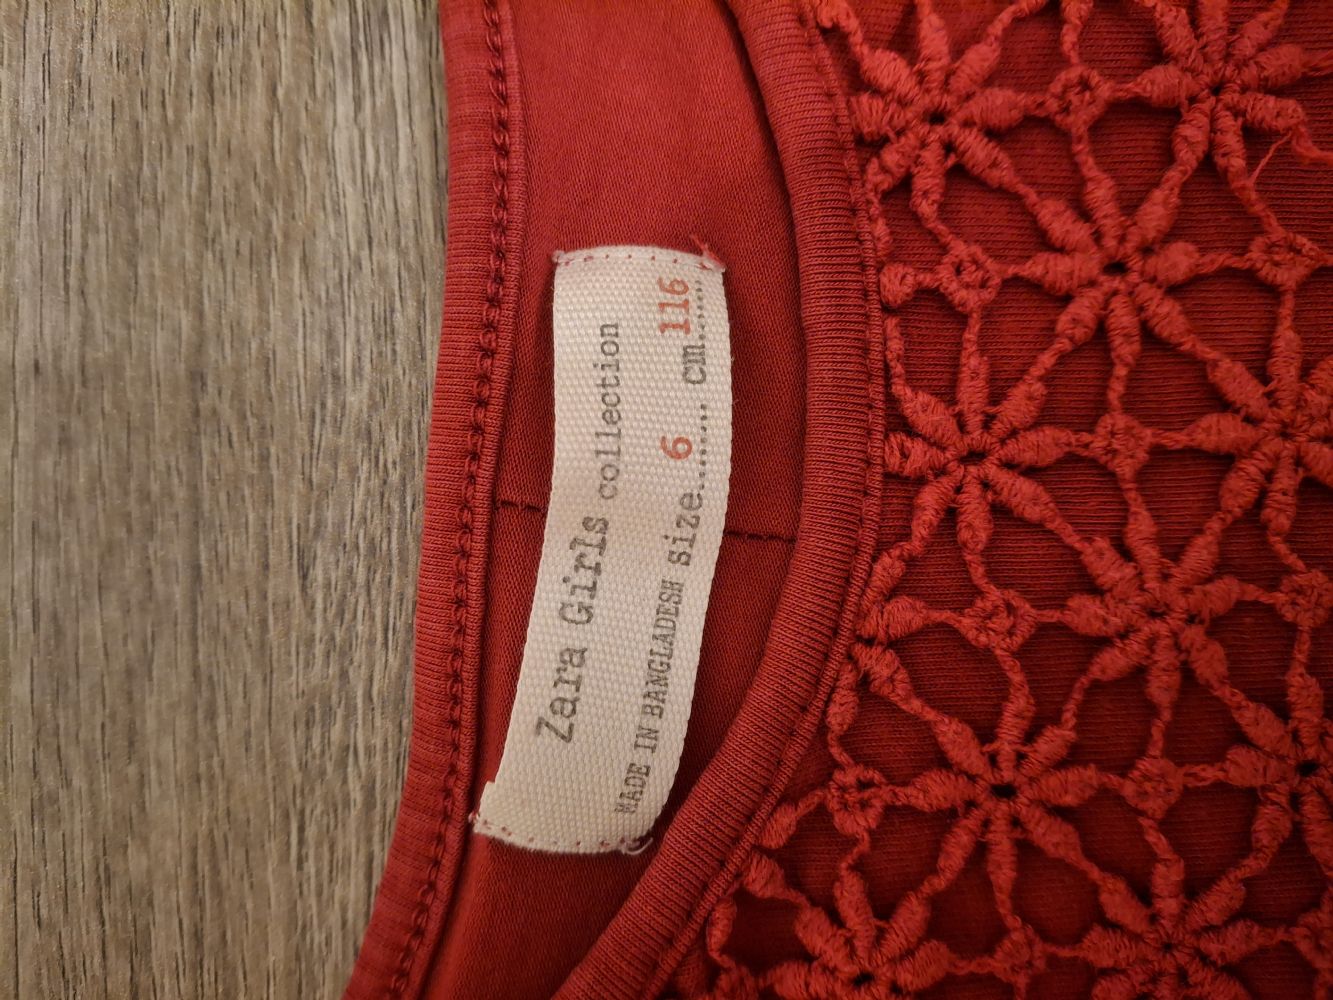 Zara Girls collection
MADE IN BANGLADESH size..6...... cm..116...